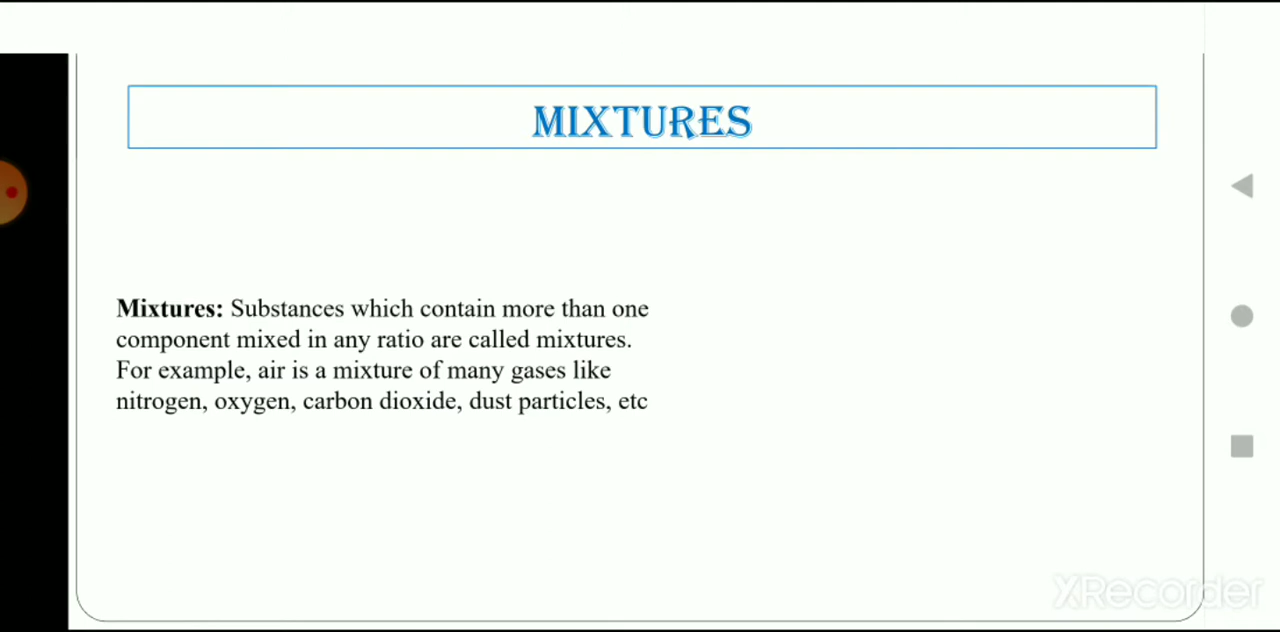 MIXTURES
Mixtures: Substances which contain more than one
component mixed in any ratio are called mixtures.
For example, air is a mixture of many gases like
nitrogen, oxygen, carbon dioxide, dust particles, etc
XRecorder